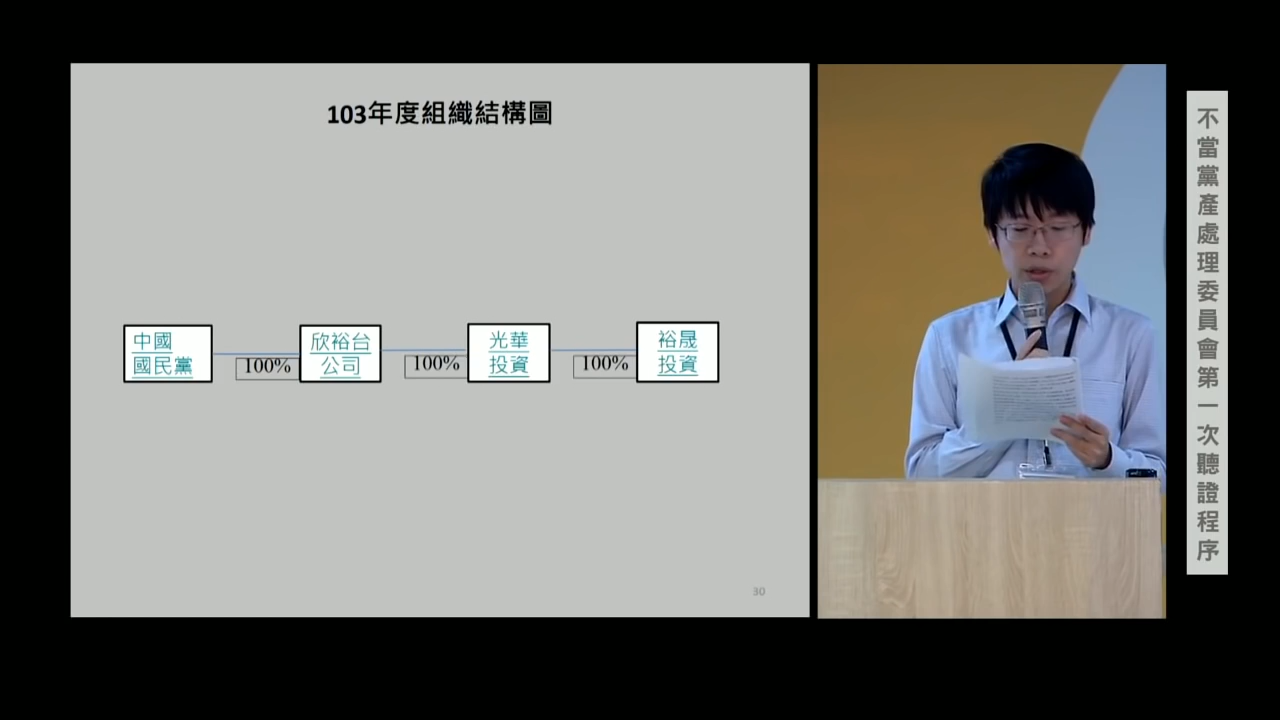 103年度組織結構圖
中國
國民黨
100%
欣裕台
公司
100%
光華
投資
100%
裕晟
投資
30
不當黨產處理委員會第一次聽證程序